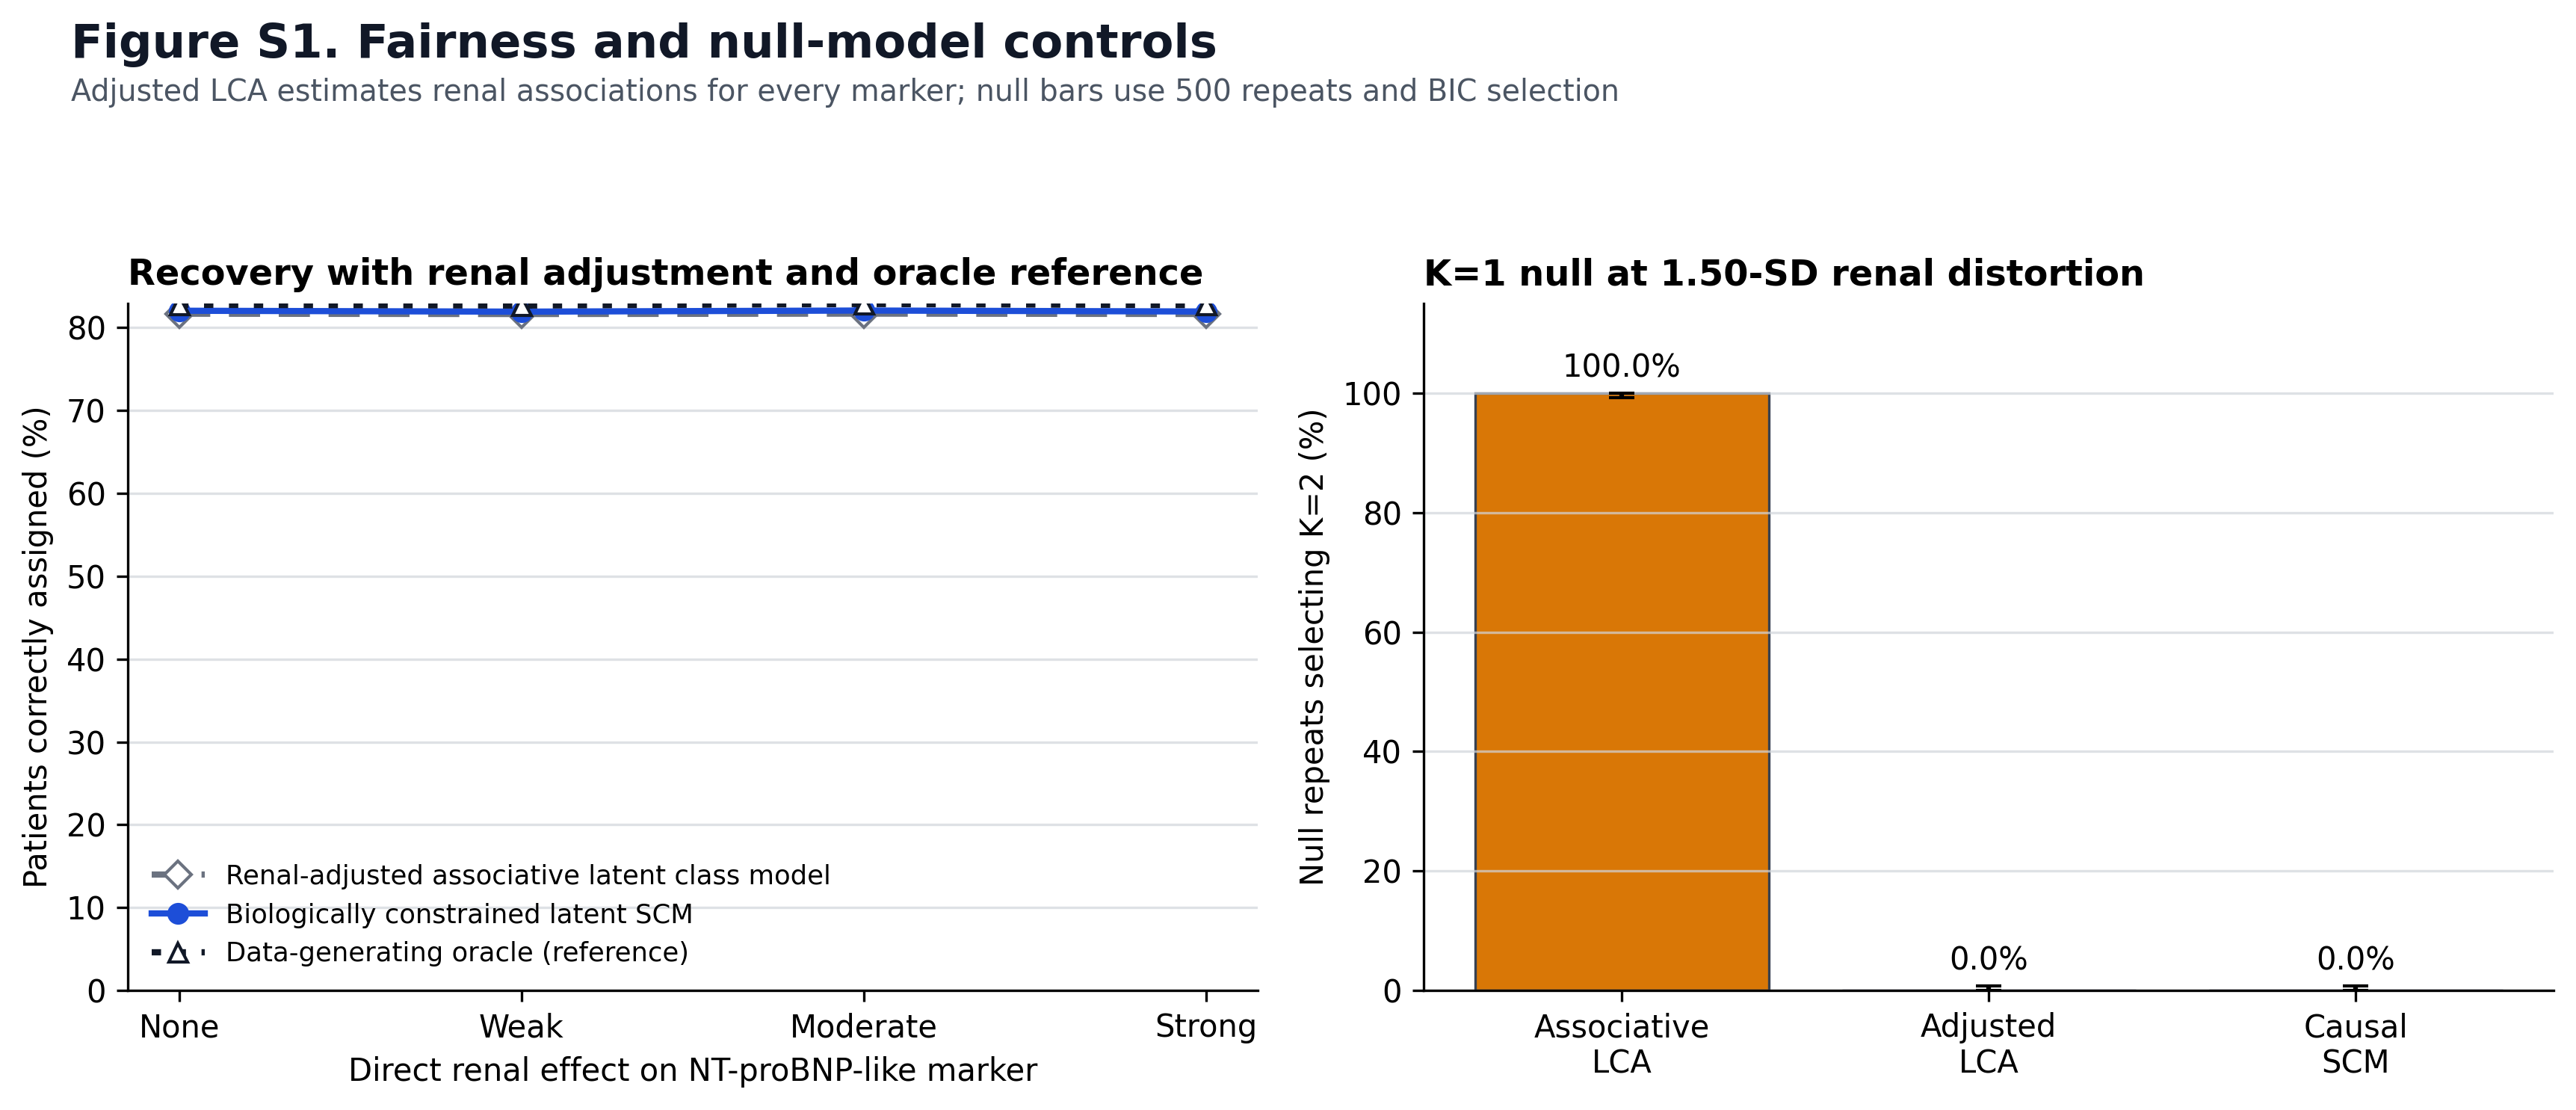 Figure S1. Fairness and null-model controls
Adjusted LCA estimates renal associations for every marker; null bars use 500 repeats and BIC selection
Recovery with renal adjustment and oracle reference
Patients correctly assigned (%)
80
70
60
50
40
30
20
10
0
Renal-adjusted associative latent class model
Biologically constrained latent SCM
Data-generating oracle (reference)
None Weak Moderate Strong
Direct renal effect on NT-proBNP-like marker
K=1 null at 1.50-SD renal distortion
Null repeats selecting K=2 (%)
100
80
60
40
20
0
100.0%
0.0%
0.0%
Associative
LCA
Adjusted
LCA
Causal
SCM